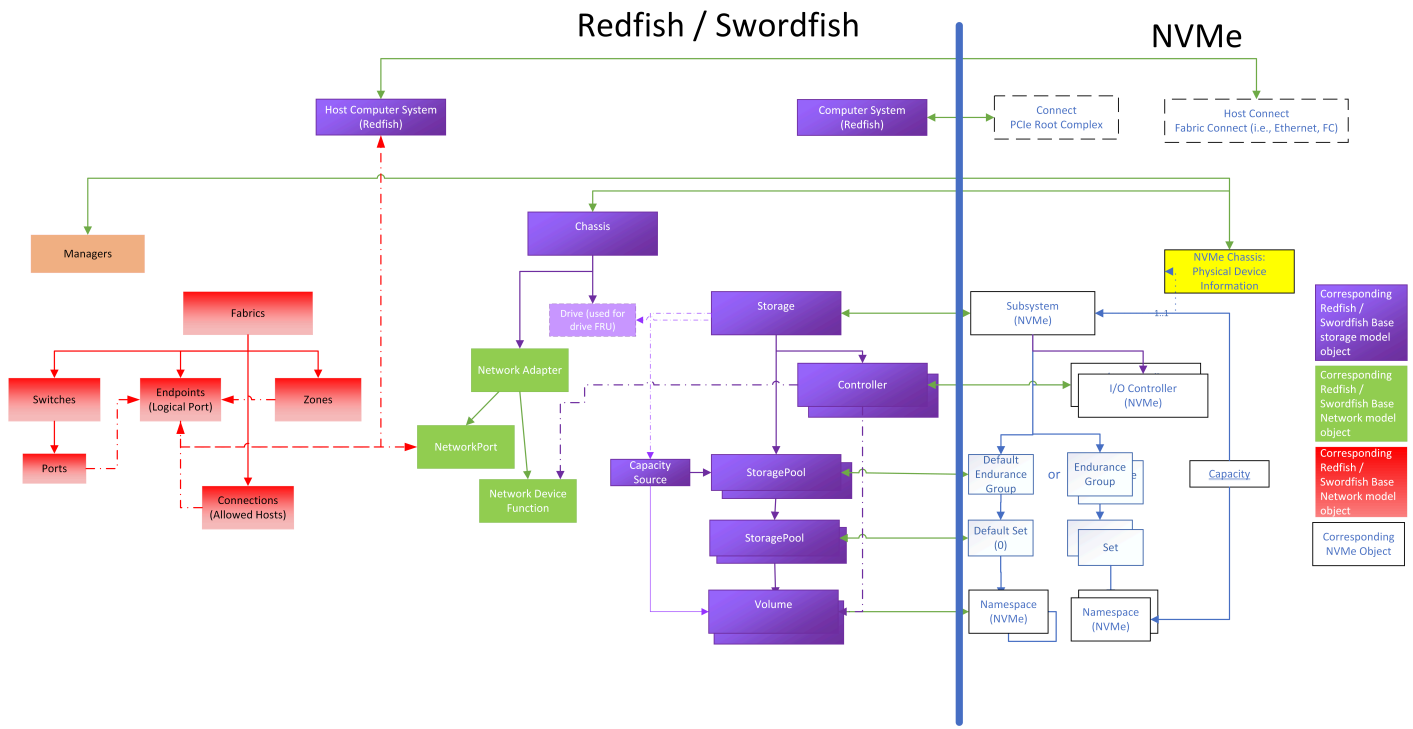 Redfish / Swordfish
NVMe
Host Computer System
(Redfish)
Computer System
(Redfish)
Connect
PCIe Root Complex
Host Connect
Fabric Connect (i.e., Ethernet, FC)
Chassis
Managers
NVMe Chassis:
Physical Device
Information
Fabrics
Drive (used for
drive FRU)
Storage
Subsystem
(NVMe)
1..1
Corresponding
Redfish /
Swordfish Base
storage model
object
Switches
Endpoints
(Logical Port)
Zones
Network Adapter
Controller
I/O Controller
(NVMe)
Corresponding
Redfish /
Swordfish Base
Network model
object
NetworkPort
Ports
Capacity
Source
StoragePool
Default
Endurance
Group
or
Endurance
Group
e
Capacity
Corresponding
Redfish /
Swordfish Base
Network model
object
Connections
(Allowed Hosts)
Network Device
Function
StoragePool
Default Set
(0)
Set
Corresponding
NVMe Object
Volume
Namespace
(NVMe)
Namespace
(NVMe)